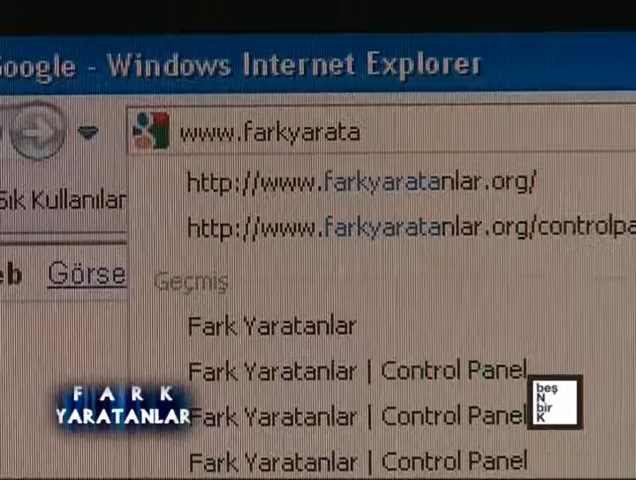 Google - Windows Internet Explorer
www.farkyarata
http://www.farkyaratanlar.org/
Sık Kullanılan
http://www.farkyaratanlar.org/controlpa
eb Görse
Geçmiş
Fark Yaratanlar
Fark Yaratanlar | Control Panel
Fark Yaratanlar | Control Panel
Fark Yaratanlar | Control Panel
FARK
YARATANLAR
beş
N
bir
K